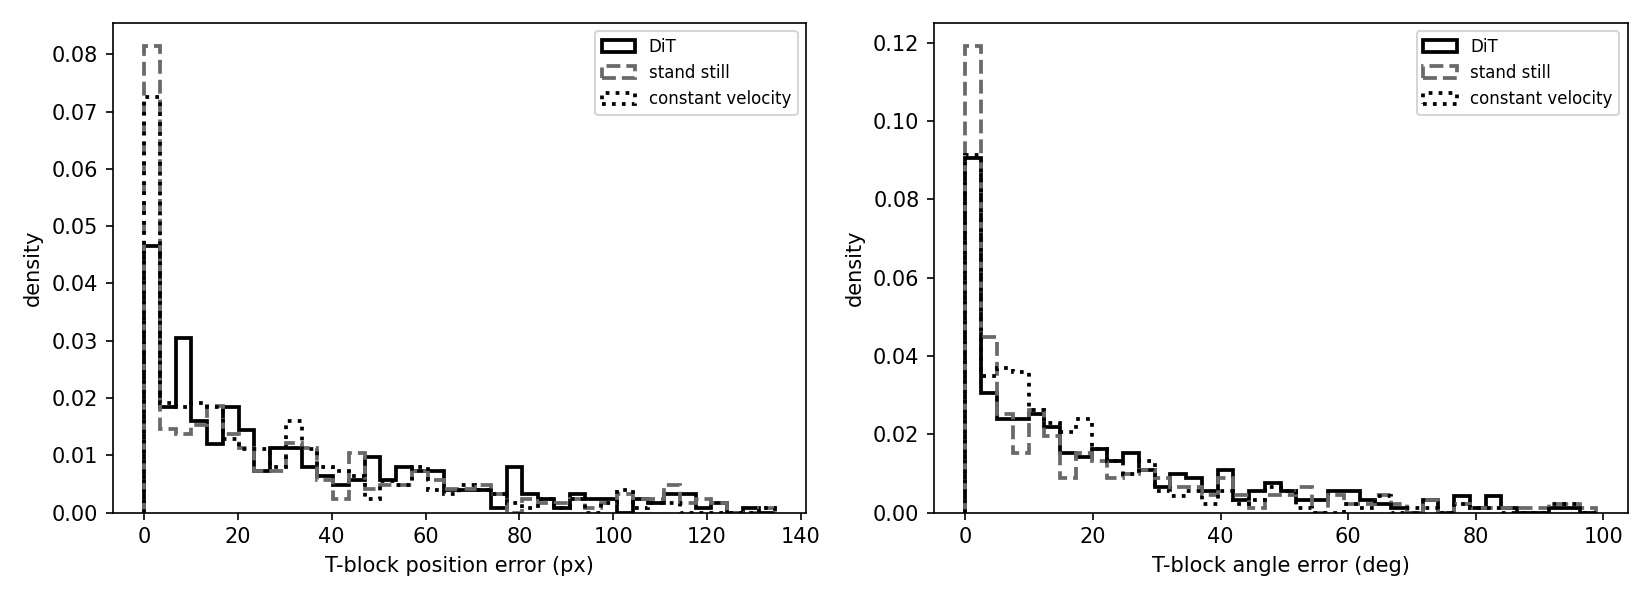 density
0.08
0.07
0.06
0.05
0.04
0.03
0.02
0.01
0.00
0 20 40 60 80 100 120 140
T-block position error (px)
DiT
stand still
constant velocity
density
0.12
0.10
0.08
0.06
0.04
0.02
0.00
0 20 40 60 80 100
T-block angle error (deg)
DiT
stand still
constant velocity